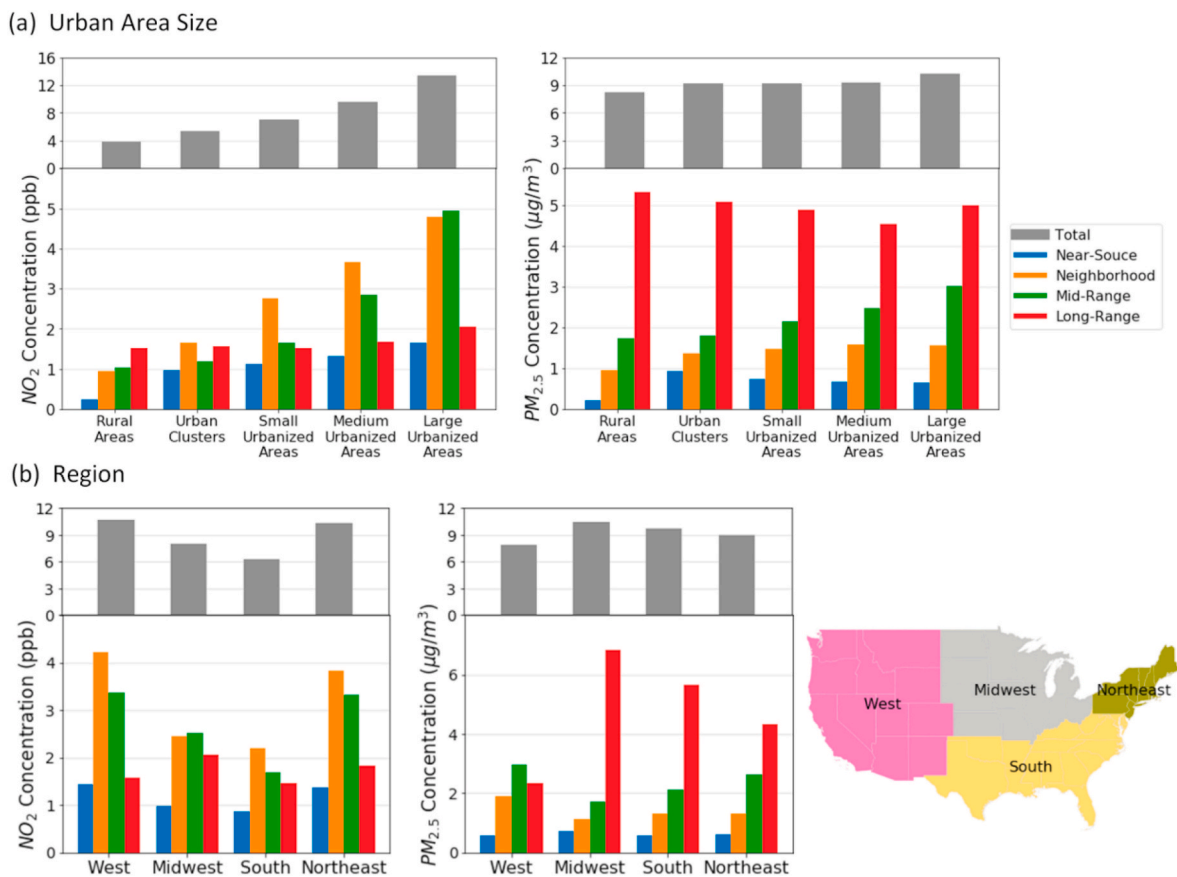 (a) Urban Area Size
16
12
8
4
0
NO2 Concentration (ppb)
5
4
3
2
1
0
Rural Areas
Urban Clusters
Small Urbanized Areas
Medium Urbanized Areas
Large Urbanized Areas
12
9
6
3
0
PM2.5 Concentration (μg/m³)
5
4
3
2
1
0
Rural Areas
Urban Clusters
Small Urbanized Areas
Medium Urbanized Areas
Large Urbanized Areas
Total
Near-Souce
Neighborhood
Mid-Range
Long-Range
(b) Region
12
9
6
3
0
NO2 Concentration (ppb)
4
3
2
1
0
West
Midwest
South
Northeast
12
9
6
3
0
PM2.5 Concentration (μg/m³)
6
4
2
0
West
Midwest
South
Northeast
West
Midwest
Northeast
South